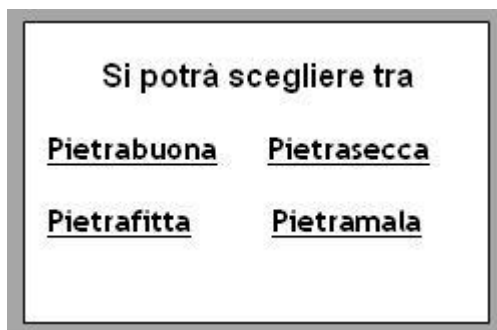 Si potrà scegliere tra
Pietrabuona Pietrasecca
Pietrafitta Pietramala